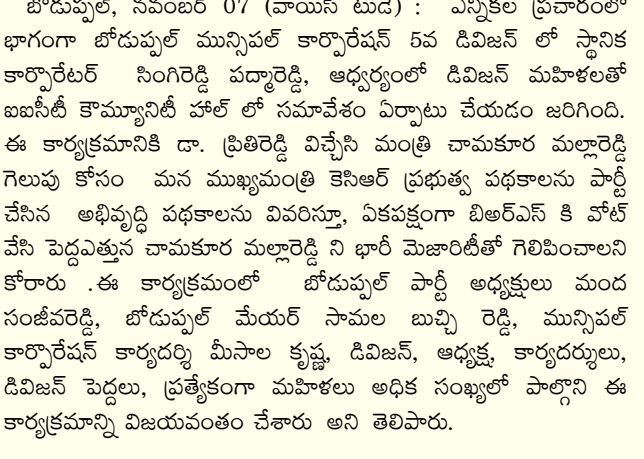 బోడుప్పల్, నవంబర్ 07 (వాయిస్ టుడే) : ఎన్నికల ప్రచారంలో
భాగంగా బోడుప్పల్ మున్సిపల్ కార్పొరేషన్ 5వ డివిజన్ లో స్థానిక
కార్పొరేటర్ సింగిరెడ్డి పద్మారెడ్డి, ఆధ్వర్యంలో డివిజన్ మహిళలతో
ఐఐసీటీ కౌమ్యూనిటీ హాల్ లో సమావేశం ఏర్పాటు చేయడం జరిగింది.
ఈ కార్యక్రమానికి డా. ప్రితిరెడ్డి విచ్చేసి మంత్రి చామకూర మల్లారెడ్డి
గెలుపు కోసం మన ముఖ్యమంత్రి కెసిఆర్ ప్రభుత్వ పథకాలను పార్టీ
చేసిన అభివృద్ధి పథకాలను వివరిస్తూ, ఏకపక్షంగా బిఆర్ఎస్ కి వోట్
వేసి పెద్దఎత్తున చామకూర మల్లారెడ్డి ని భారీ మెజారిటీతో గెలిపించాలని
కోరారు .ఈ కార్యక్రమంలో బోడుప్పల్ పార్టీ అధ్యక్షులు మంద
సంజీవరెడ్డి, బోడుప్పల్ మేయర్ సామల బుచ్చి రెడ్డి, మున్సిపల్
కార్పొరేషన్ కార్యదర్శి మీసాల కృష్ణ, డివిజన్, ఆధ్యక్ష, కార్యదర్శులు,
డివిజన్ పెద్దలు, ప్రత్యేకంగా మహిళలు అధిక సంఖ్యలో పాల్గొని ఈ
కార్యక్రమాన్ని విజయవంతం చేశారు అని తెలిపారు.